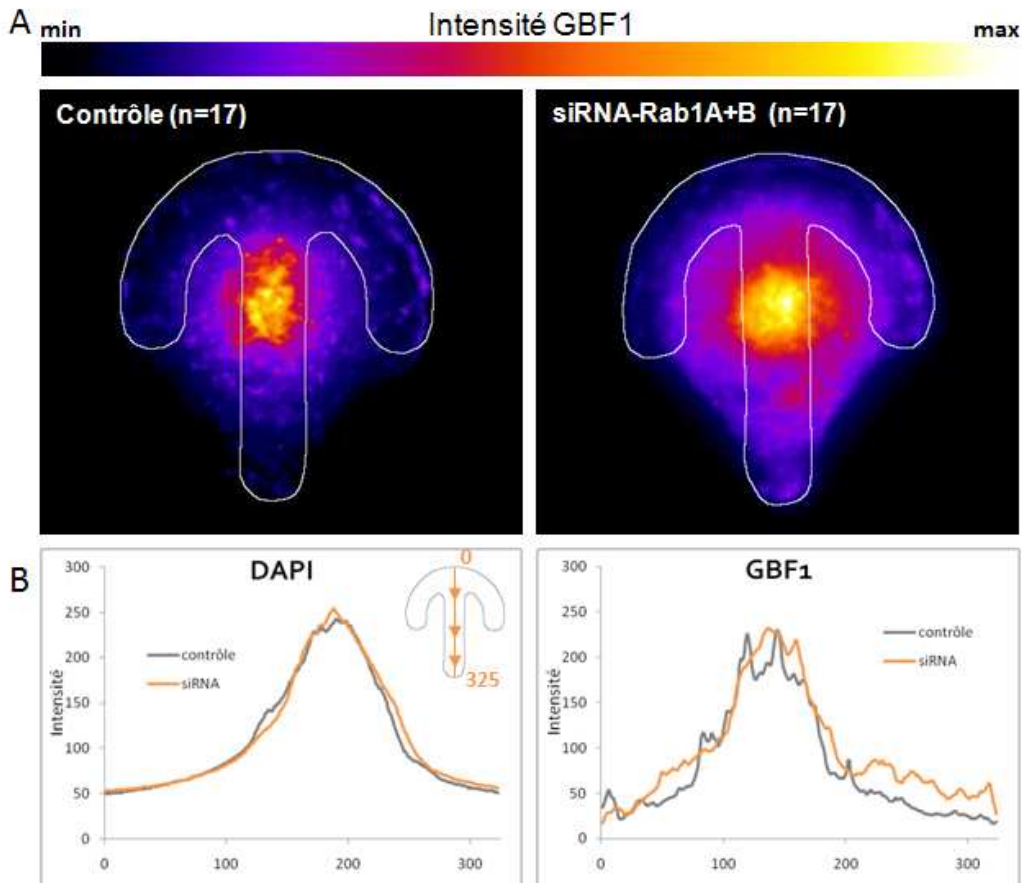 A
Intensité GBF1
min
max
Contrôle (n=17)
siRNA-Rab1A+B (n=17)
B
DAPI
0
325
contrôle
siRNA
Intensité
300
250
200
150
100
50
0
0
100
200
300
GBF1
contrôle
siRNA
Intensité
300
250
200
150
100
50
0
0
100
200
300